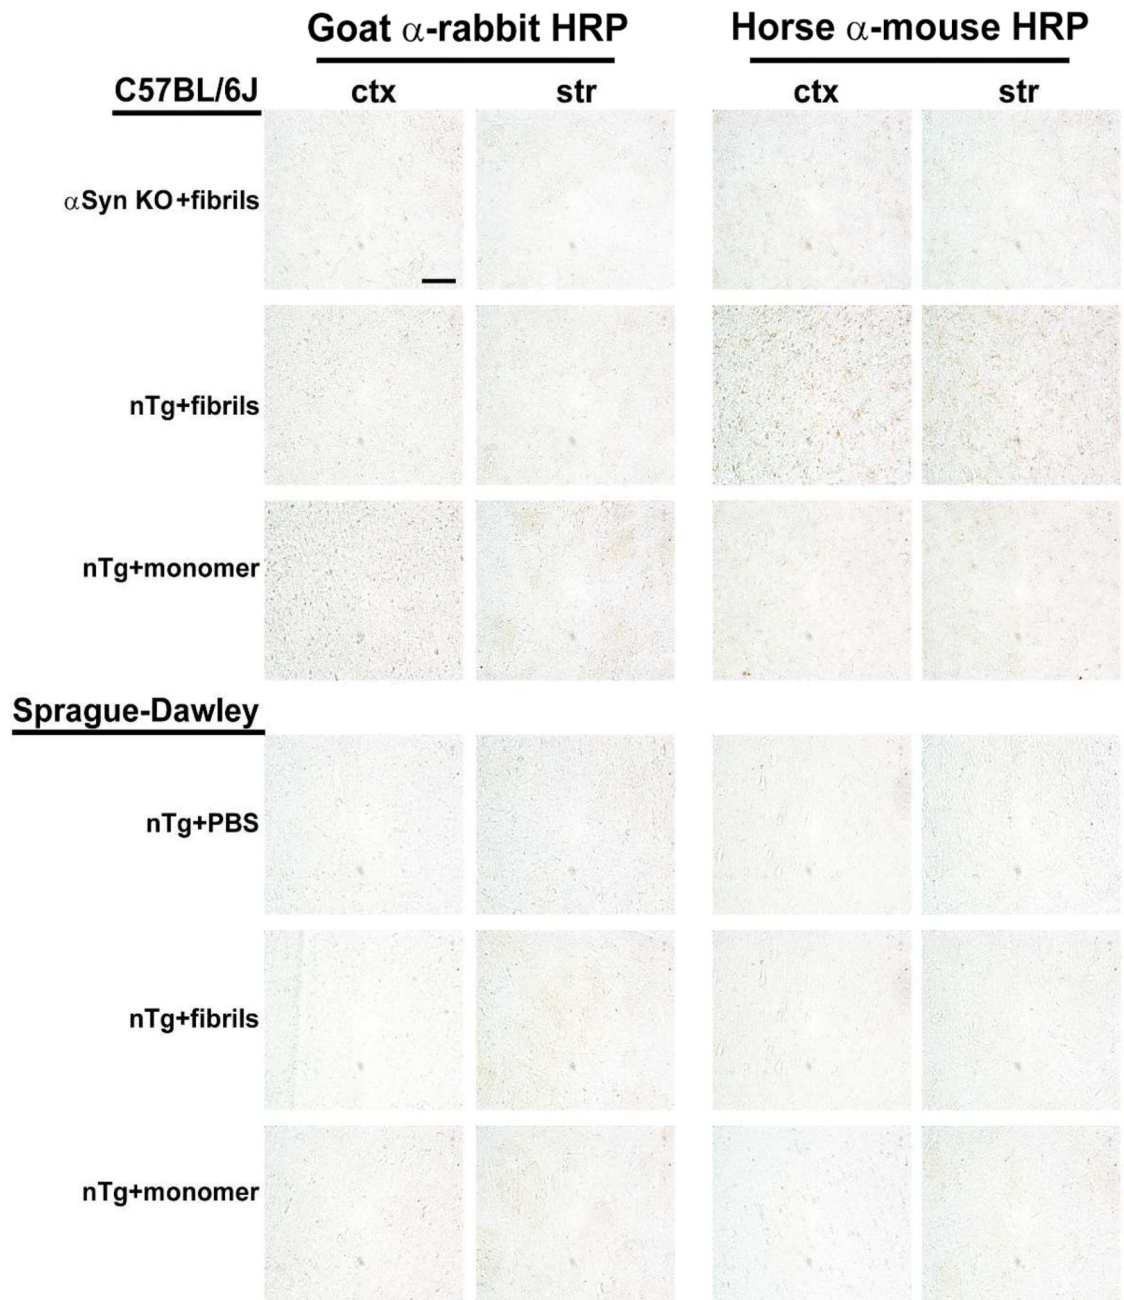 Goat α-rabbit HRP Horse α-mouse HRP
C57BL/6J ctx str ctx str
αSyn KO+fibrils
nTg+fibrils
nTg+monomer
Sprague-Dawley
nTg+PBS
nTg+fibrils
nTg+monomer